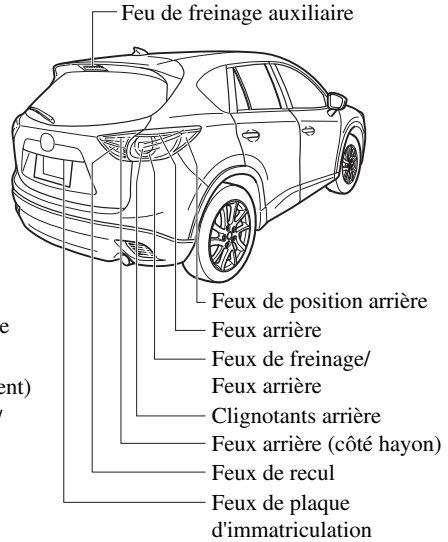 Feu de freinage auxiliaire
Feux de position arrière
e
Feux arrière
Feux de freinage/
ent)
Feux arrière
/
Clignotants arrière
Feux arrière (côté hayon)
Feux de recul
Feux de plaque
d'immatriculation